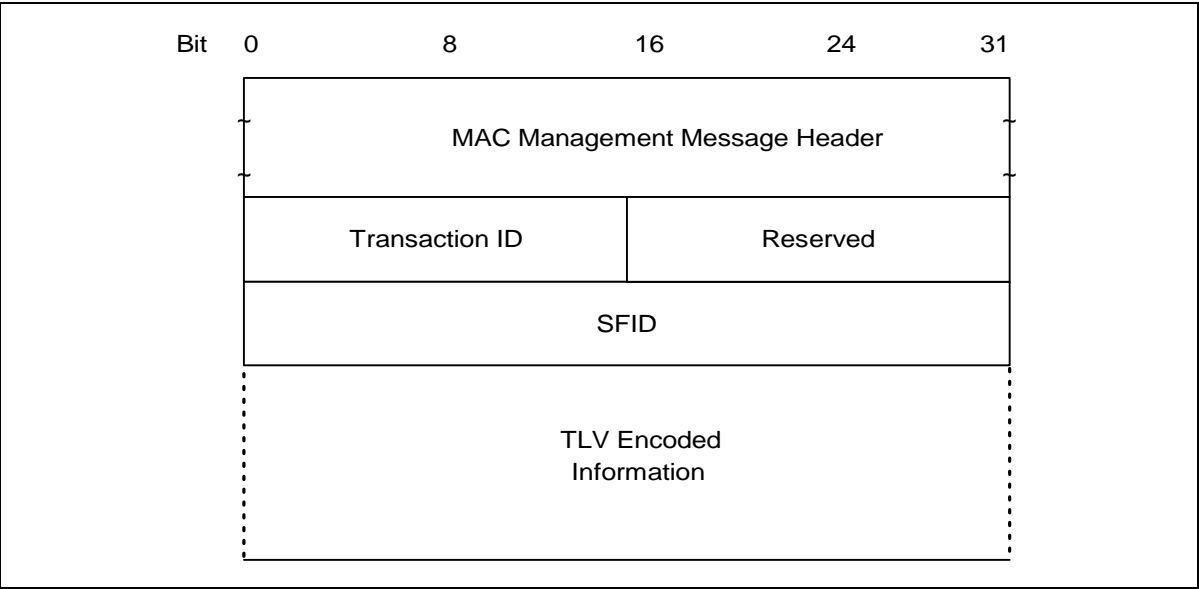 Bit 0 8 16 24 31
MAC Management Message Header
Transaction ID Reserved
SFID
TLV Encoded
Information